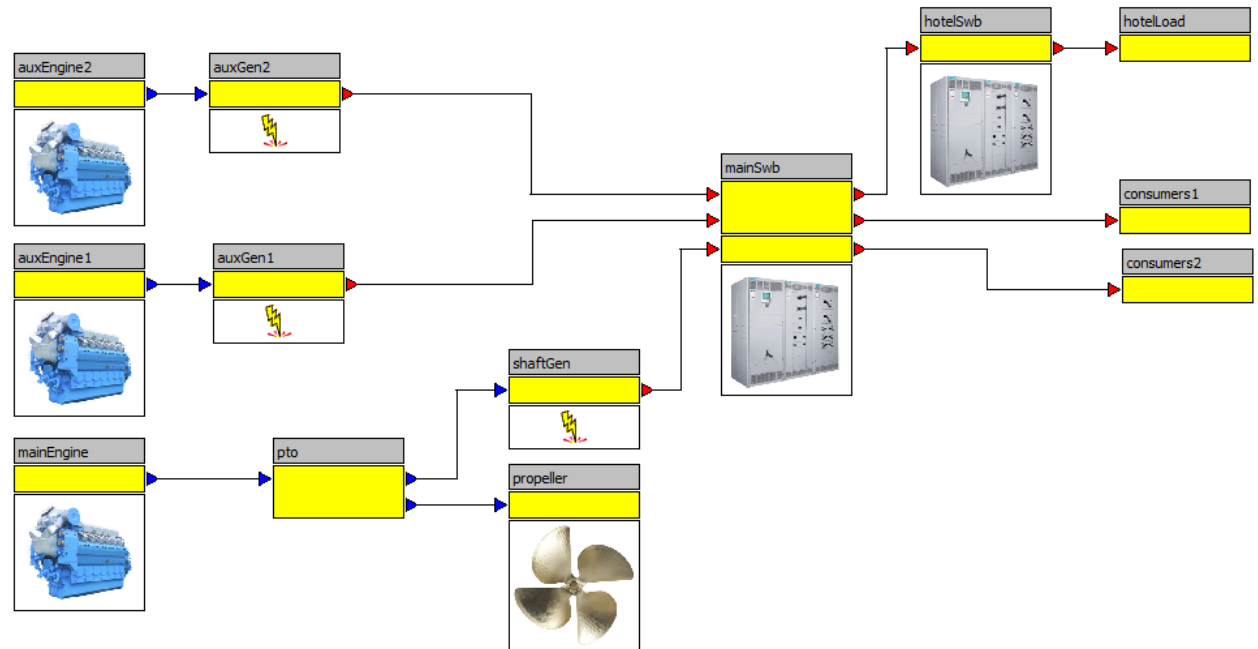 hotelSwb
hotelLoad
auxEngine2
auxGen2
mainSwb
consumers1
auxEngine1
auxGen1
consumers2
shaftGen
mainEngine
pto
propeller